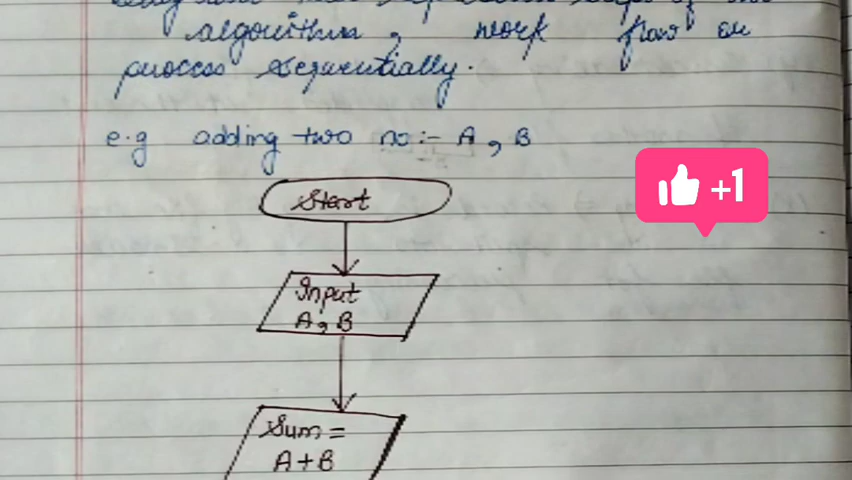 algorithm, work flow or
process sequentially.
e.g adding two no :- A, B
+1
Start
Input
A, B
Sum =
A+B